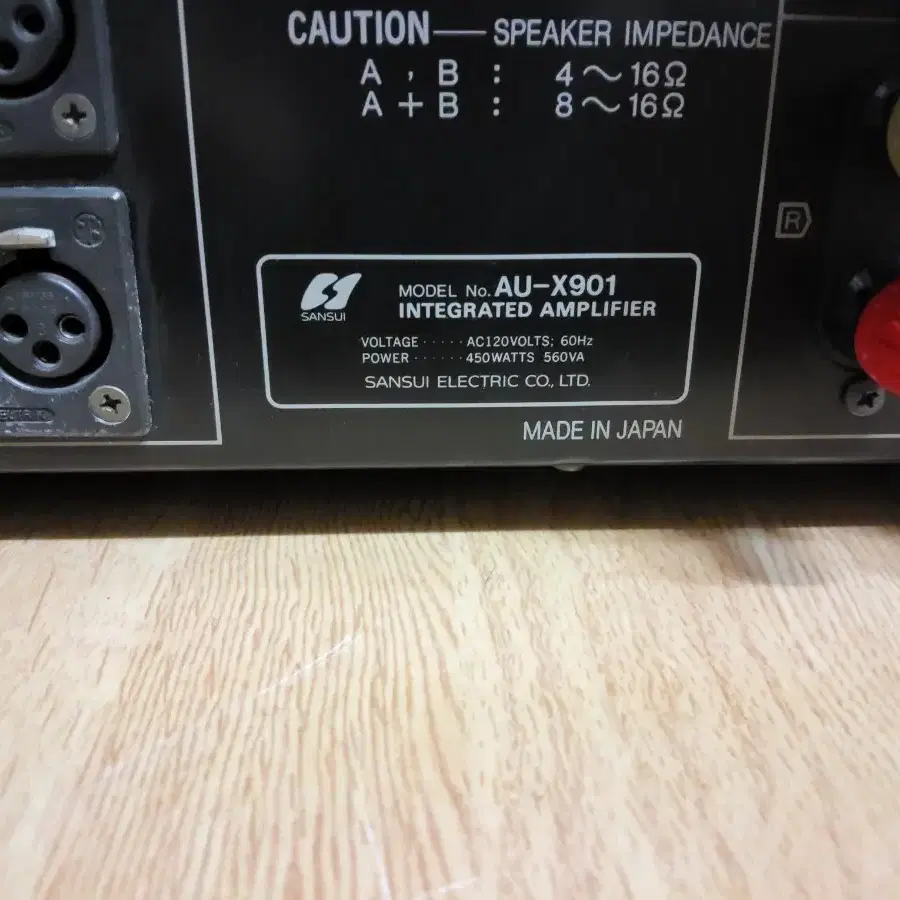 CAUTION — SPEAKER IMPEDANCE
A , B : 4～16Ω
A + B : 8～16Ω
R
SANSUI
MODEL No. AU-X901
INTEGRATED AMPLIFIER
VOLTAGE ····· AC120VOLTS; 60Hz
POWER ······ 450WATTS 560VA
SANSUI ELECTRIC CO., LTD.
MADE IN JAPAN